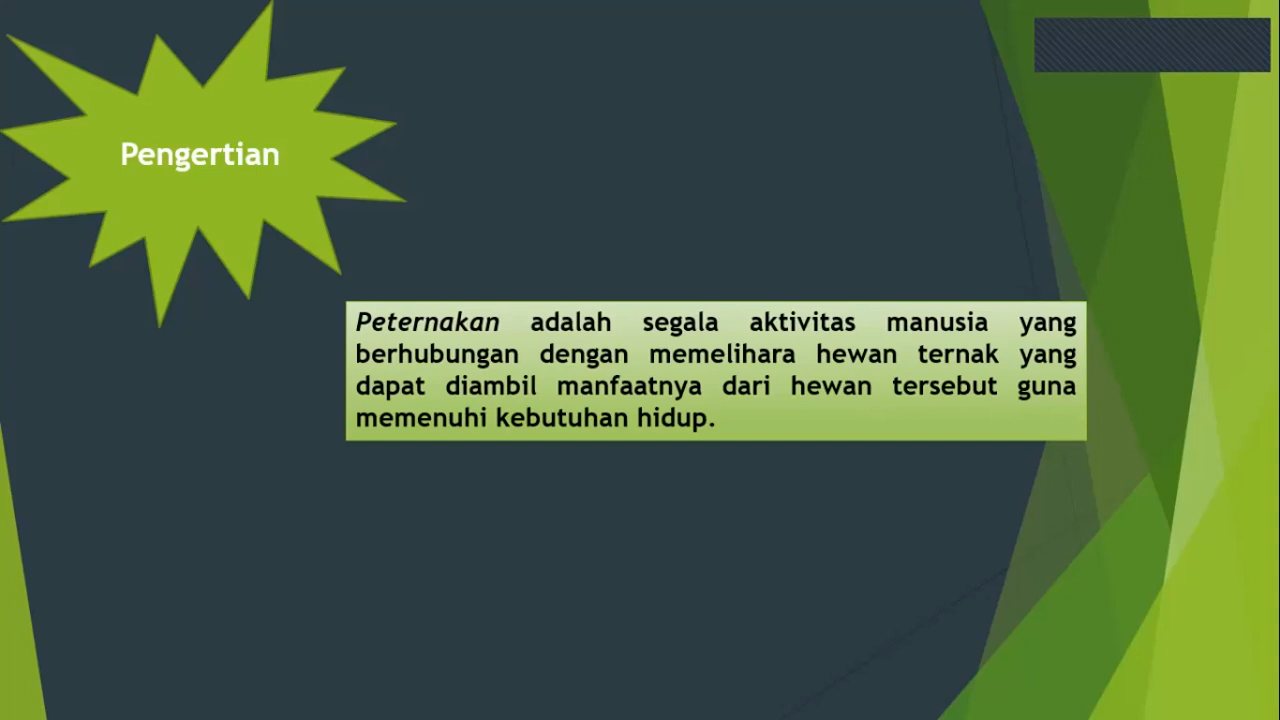 Pengertian
Peternakan adalah segala aktivitas manusia yang
berhubungan dengan memelihara hewan ternak yang
dapat diambil manfaatnya dari hewan tersebut guna
memenuhi kebutuhan hidup.